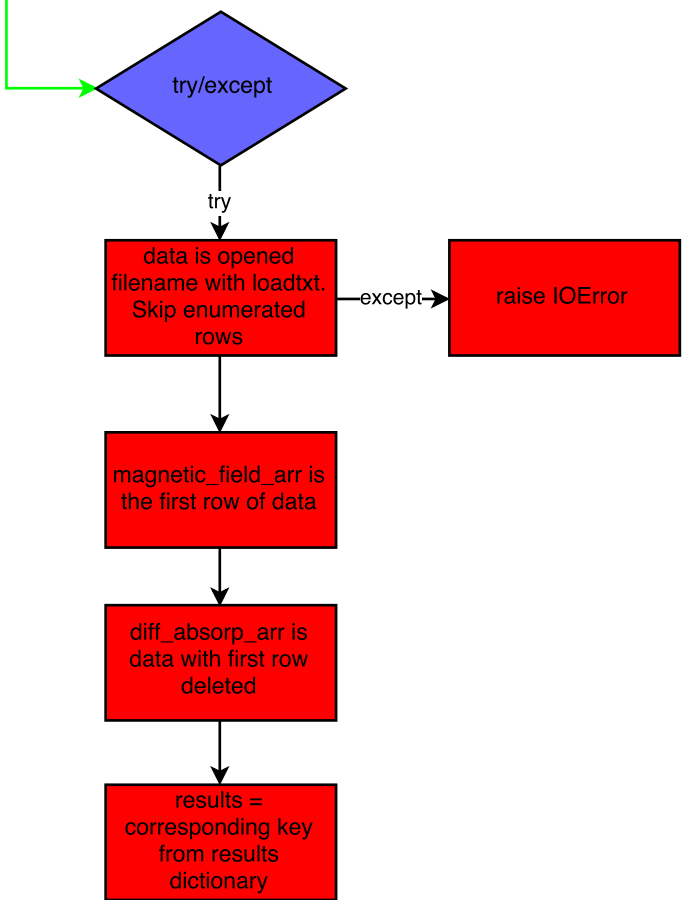 try/except
try
data is opened
filename with loadtxt.
Skip enumerated
rows
except
raise IOError
magnetic_field_arr is
the first row of data
diff_absorp_arr is
data with first row
deleted
results =
corresponding key
from results
dictionary